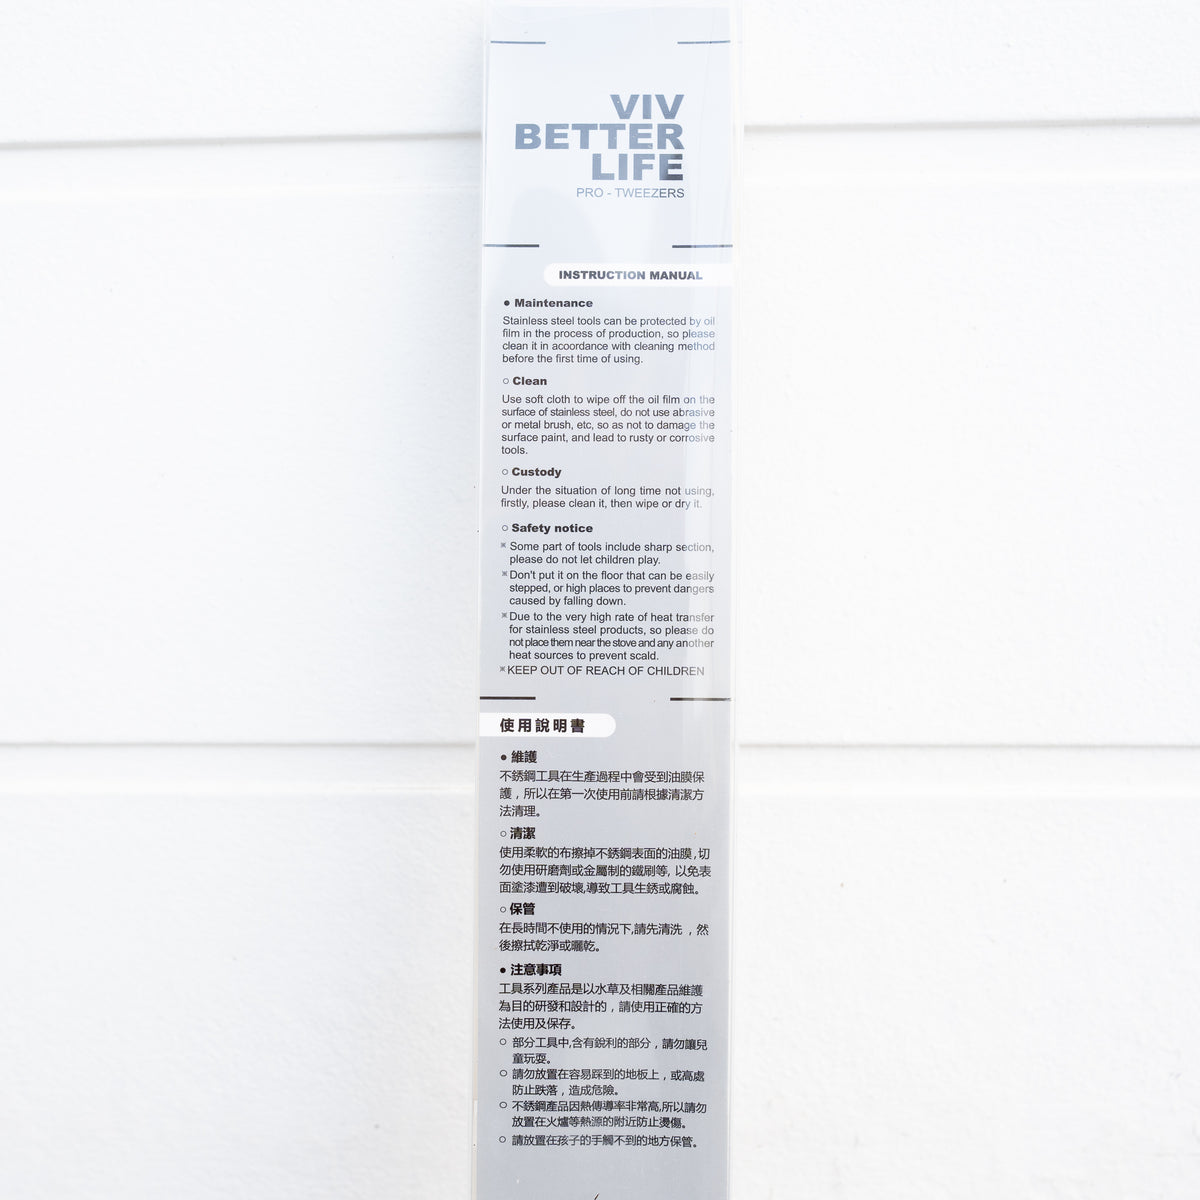 VIV
BETTER
LIFE
PRO - TWEEZERS
INSTRUCTION MANUAL
● Maintenance
Stainless steel tools can be protected by oil
film in the process of production, so please
clean it in acoordance with cleaning method
before the first time of using.
○ Clean
Use soft cloth to wipe off the oil film on the
surface of stainless steel, do not use abrasive
or metal brush, etc, so as not to damage the
surface paint, and lead to rusty or corrosive
tools.
○ Custody
Under the situation of long time not using,
firstly, please clean it, then wipe or dry it.
○ Safety notice
※ Some part of tools include sharp section,
please do not let children play.
※ Don't put it on the floor that can be easily
stepped, or high places to prevent dangers
caused by falling down.
※ Due to the very high rate of heat transfer
for stainless steel products, so please do
not place them near the stove and any another
heat sources to prevent scald.
※ KEEP OUT OF REACH OF CHILDREN
使用說明書
● 維護
不銹鋼工具在生產過程中會受到油膜保
護，所以在第一次使用前請根據清潔方
法清理。
○ 清潔
使用柔軟的布擦掉不銹鋼表面的油膜,切
勿使用研磨劑或金屬制的鐵刷等, 以免表
面塗漆遭到破壞,導致工具生銹或腐蝕。
○ 保管
在長時間不使用的情況下,請先清洗，然
後擦拭乾淨或曬乾。
● 注意事項
工具系列產品是以水草及相關產品維護
為目的研發和設計的，請使用正確的方
法使用及保存。
○ 部分工具中,含有銳利的部分，請勿讓兒
童玩耍。
○ 請勿放置在容易踩到的地板上，或高處
防止跌落，造成危險。
○ 不銹鋼產品因熱傳導率非常高,所以請勿
放置在火爐等熱源的附近防止燙傷。
○ 請放置在孩子的手觸不到的地方保管。